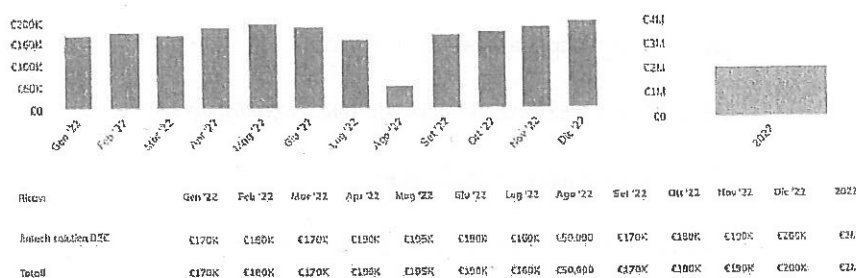 €200K
€150K
€100K
€50K
€0
Gen '22
Feb '22
Mar '22
Apr '22
Mag '22
Giu '22
Lug '22
Ago '22
Set '22
Ott '22
Nov '22
Dic '22
€4M
€3M
€2M
€1M
€0
2022
Ricavi Gen '22 Feb '22 Mar '22 Apr '22 Mag '22 Giu '22 Lug '22 Ago '22 Set '22 Ott '22 Nov '22 Dic '22 2022
solution €170K €180K €170K €190K €195K €190K €160K €50,000 €170K €180K €190K €200K
Totali €170K €180K €170K €190K €195K €190K €160K €50,000 €170K €180K €190K €200K